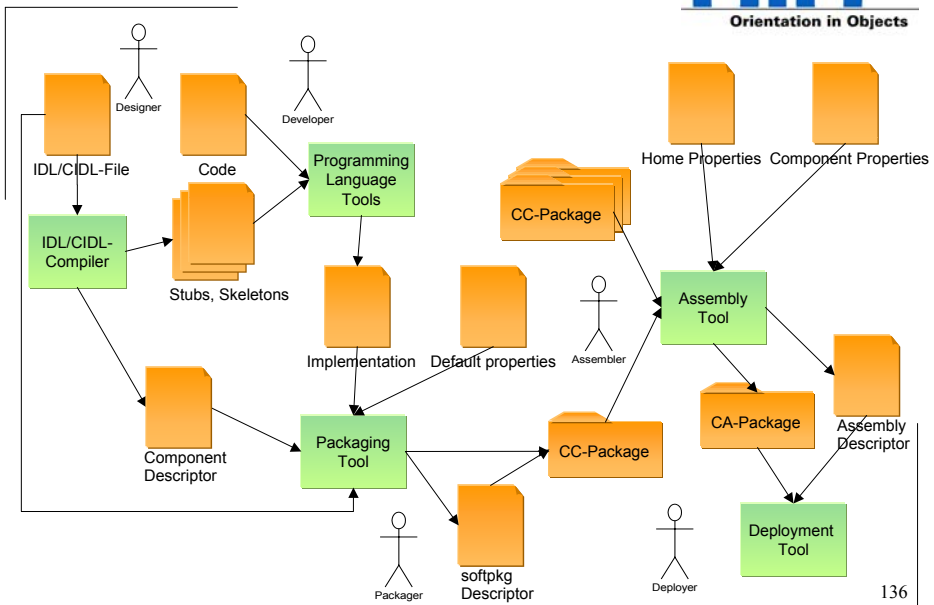 Orientation in Objects
Designer
Developer
IDL/CIDL-File
Code
Programming
Language
Tools
Home Properties
Component Properties
CC-Package
IDL/CIDL-
Compiler
Stubs, Skeletons
Assembly
Tool
Implementation
Default properties
Assembler
Component
Descriptor
Packaging
Tool
CC-Package
CA-Package
Assembly
Descriptor
softpkg
Descriptor
Packager
Deployer
Deployment
Tool
136